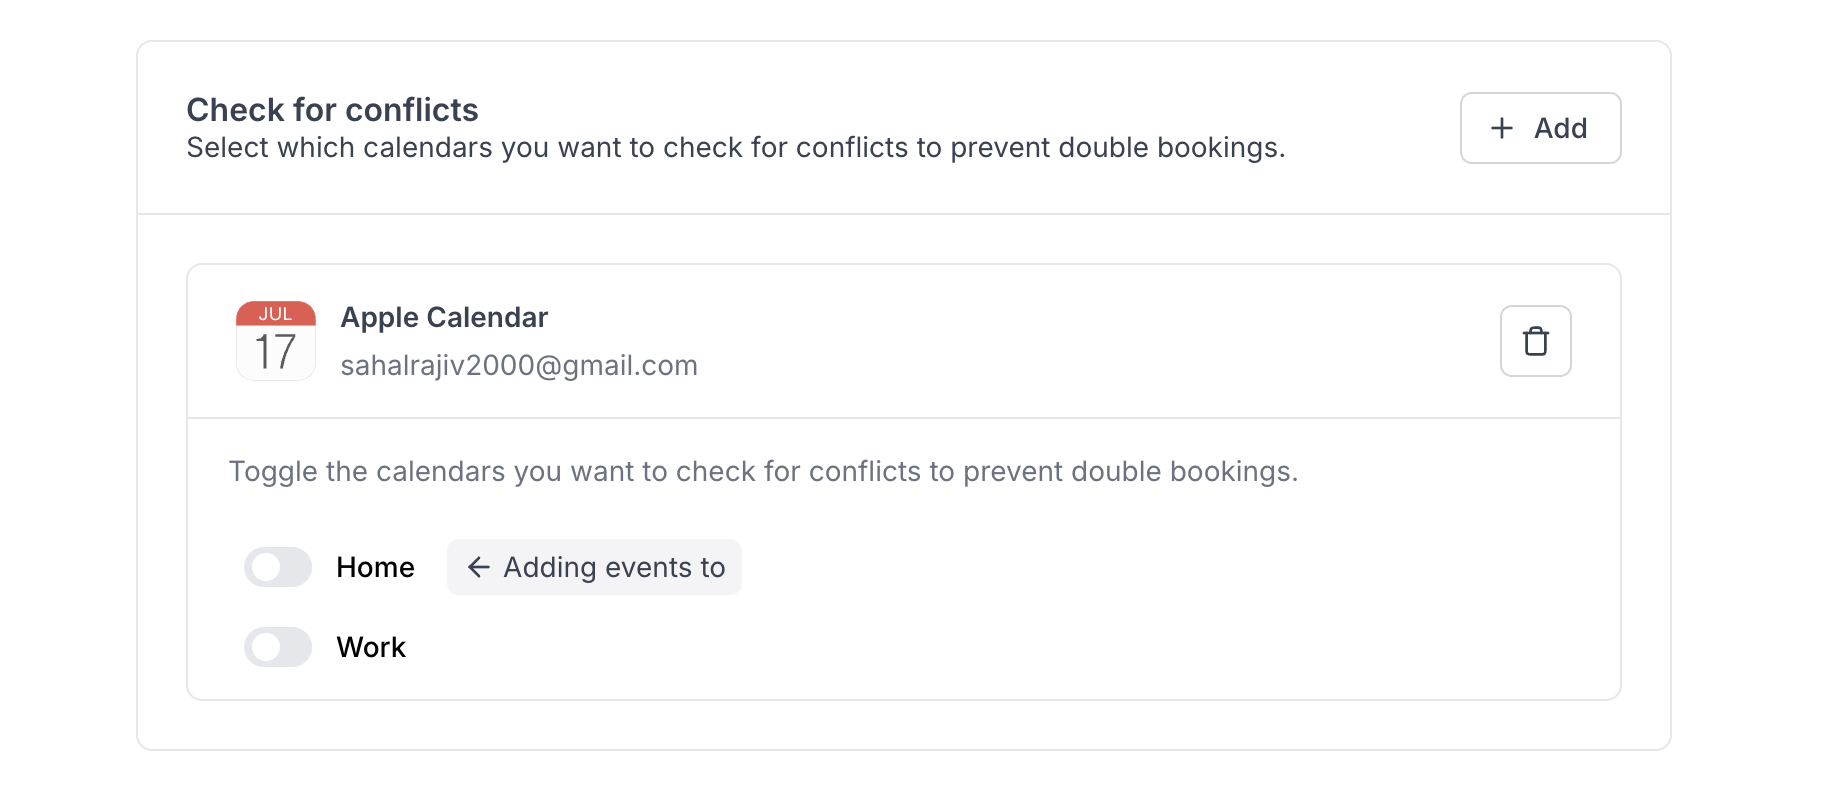 Check for conflicts
Select which calendars you want to check for conflicts to prevent double bookings.
+ Add
JUL
17
Apple Calendar
sahalrajiv2000@gmail.com
Toggle the calendars you want to check for conflicts to prevent double bookings.
Home ← Adding events to
Work